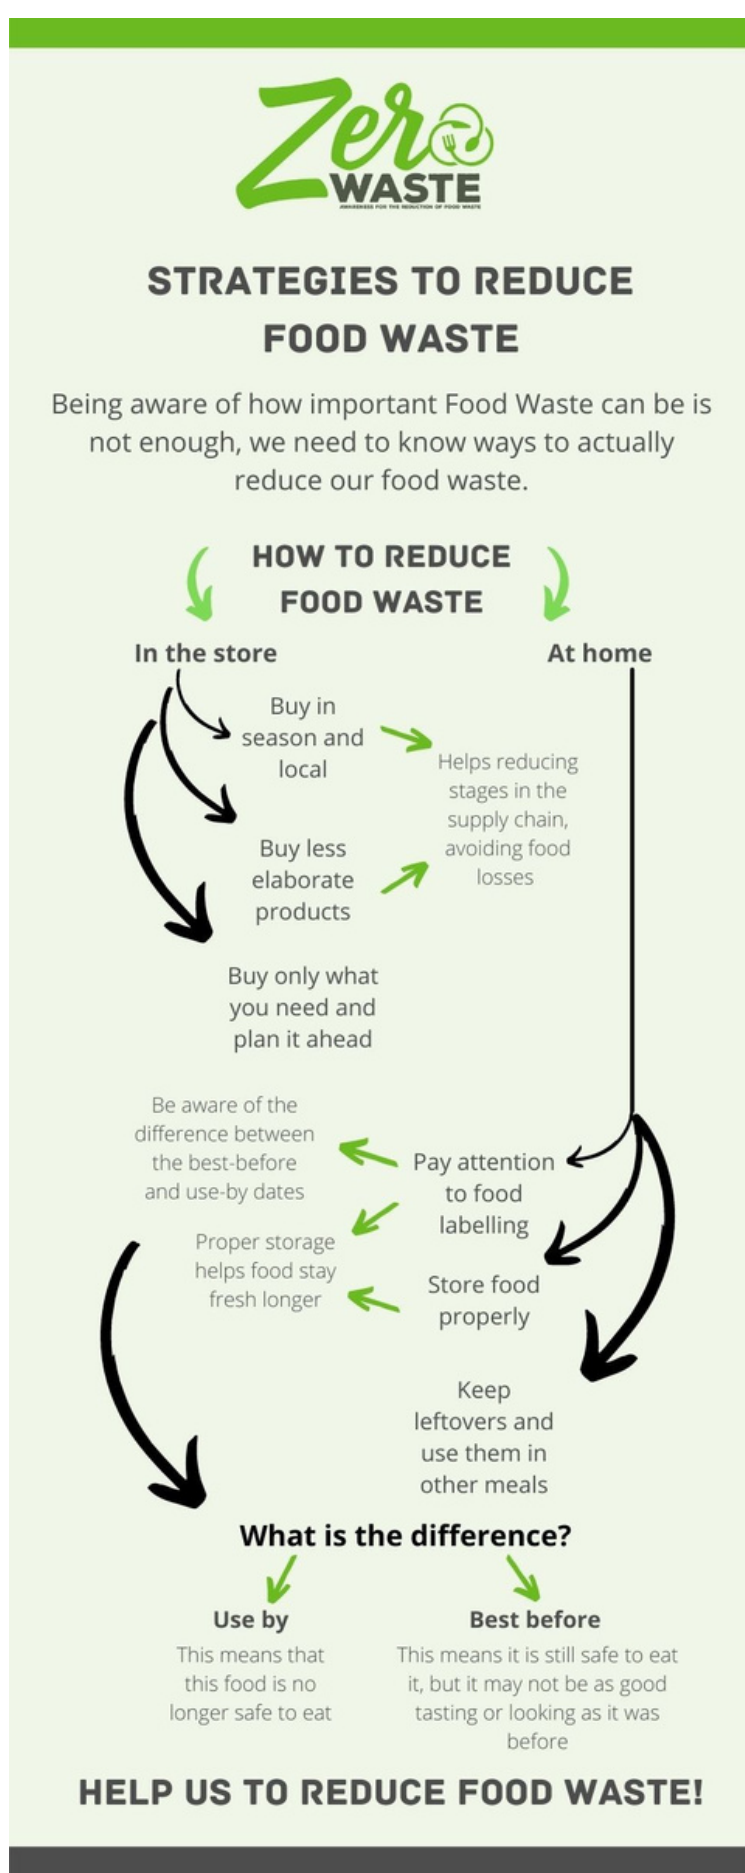 Zero
WASTE
AWARENESS FOR THE REDUCTION OF FOOD WASTE
STRATEGIES TO REDUCE
FOOD WASTE
Being aware of how important Food Waste can be is
not enough, we need to know ways to actually
reduce our food waste.
HOW TO REDUCE
FOOD WASTE
In the store
Buy in
season and
local
Buy less
elaborate
products
Helps reducing
stages in the
supply chain,
avoiding food
losses
Buy only what
you need and
plan it ahead
At home
Pay attention
to food
labelling
Be aware of the
difference between
the best-before
and use-by dates
Store food
properly
Proper storage
helps food stay
fresh longer
Keep
leftovers and
use them in
other meals
What is the difference?
Use by
This means that
this food is no
longer safe to eat
Best before
This means it is still safe to eat
it, but it may not be as good
tasting or looking as it was
before
HELP US TO REDUCE FOOD WASTE!